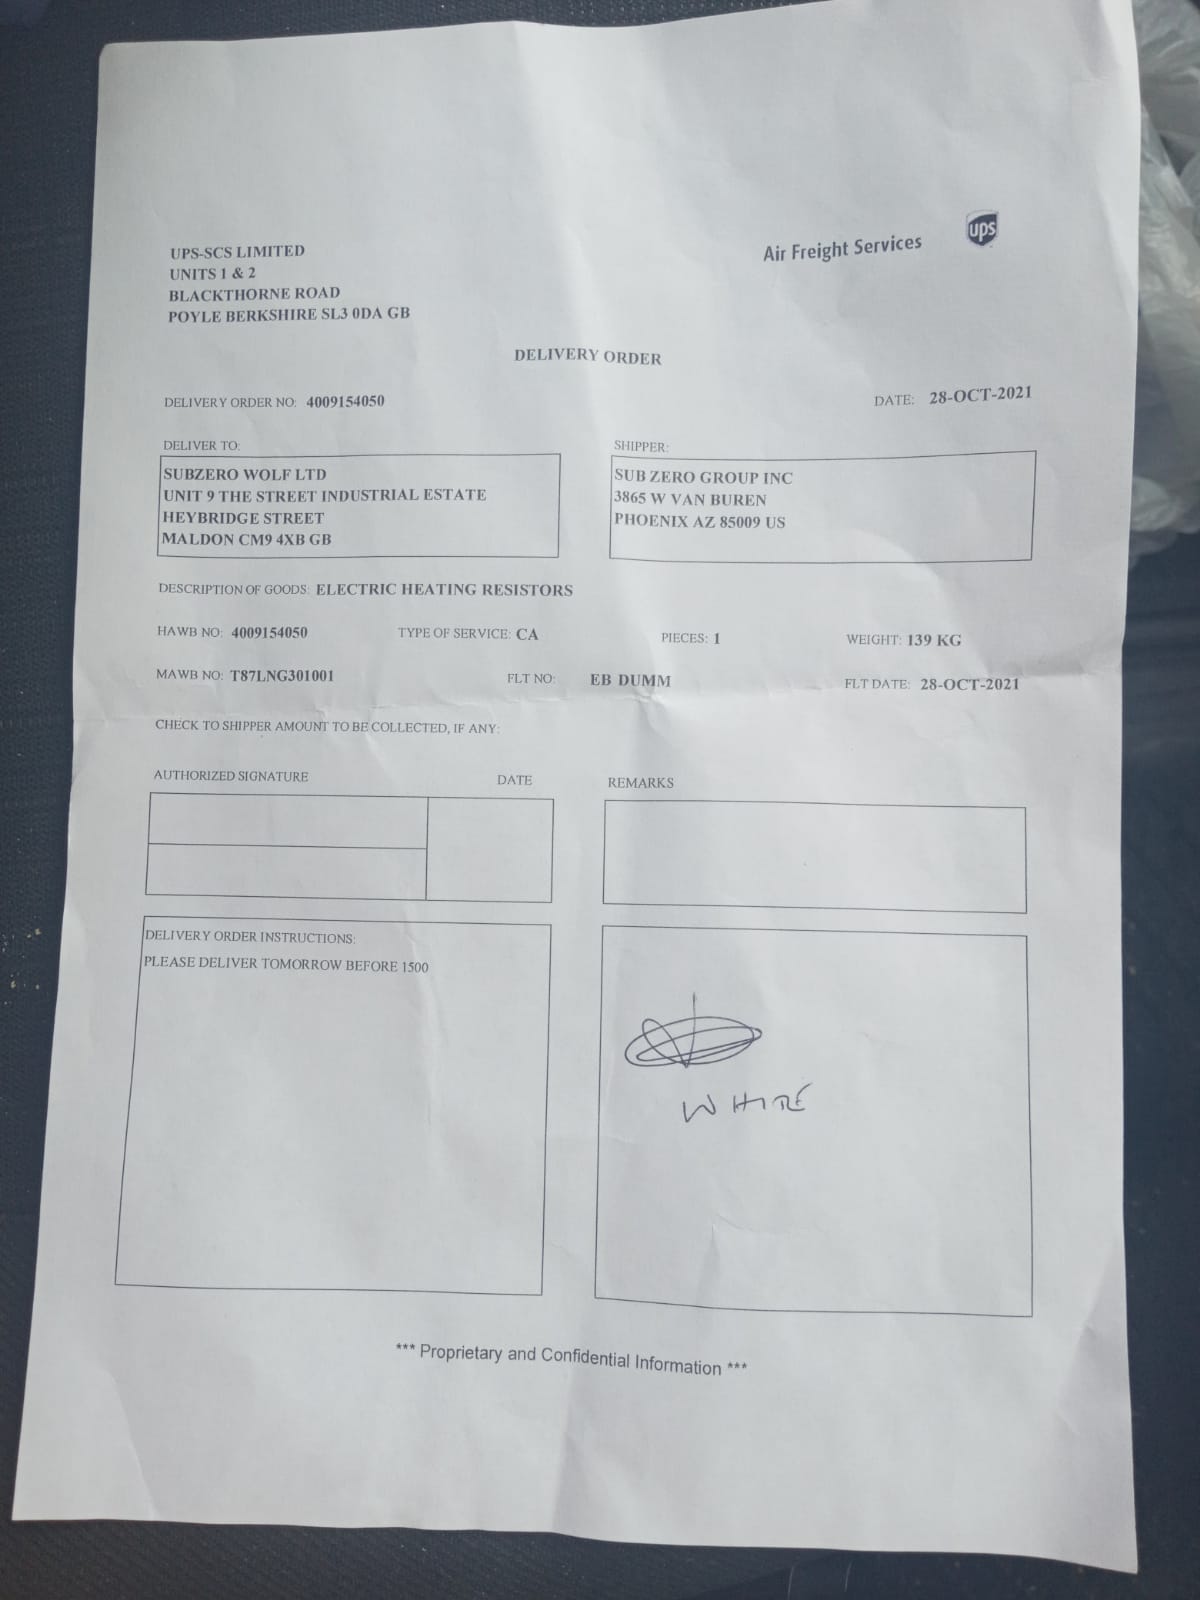 UPS-SCS LIMITED
UNITS 1 & 2
BLACKTHORNE ROAD
POYLE BERKSHIRE SL3 0DA GB
Air Freight Services
ups
DELIVERY ORDER
DELIVERY ORDER NO: 4009154050
DATE: 28-OCT-2021
DELIVER TO:
SUBZERO WOLF LTD
UNIT 9 THE STREET INDUSTRIAL ESTATE
HEYBRIDGE STREET
MALDON CM9 4XB GB
SHIPPER:
SUB ZERO GROUP INC
3865 W VAN BUREN
PHOENIX AZ 85009 US
DESCRIPTION OF GOODS: ELECTRIC HEATING RESISTORS
HAWB NO: 4009154050 TYPE OF SERVICE: CA PIECES: 1 WEIGHT: 139 KG
MAWB NO: T87LNG301001 FLT NO: EB DUMM FLT DATE: 28-OCT-2021
CHECK TO SHIPPER AMOUNT TO BE COLLECTED, IF ANY:
AUTHORIZED SIGNATURE DATE REMARKS
DELIVERY ORDER INSTRUCTIONS:
PLEASE DELIVER TOMORROW BEFORE 1500
WHITE
*** Proprietary and Confidential Information ***